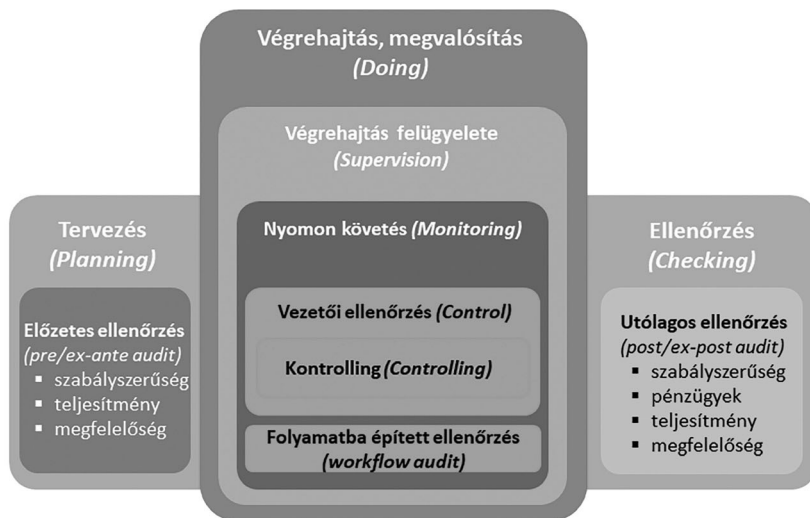 Végrehajtás, megvalósítás
(Doing)
Végrehajtás felügyelete
(Supervision)
Tervezés
(Planning)
Előzetes ellenőrzés
(pre/ex-ante audit)
▪ szabályszerűség
▪ teljesítmény
▪ megfelelőség
Nyomon követés (Monitoring)
Vezetői ellenőrzés (Control)
Kontrolling (Controlling)
Folyamatba épített ellenőrzés
(workflow audit)
Ellenőrzés
(Checking)
Utólagos ellenőrzés
(post/ex-post audit)
▪ szabályszerűség
▪ pénzügyek
▪ teljesítmény
▪ megfelelőség